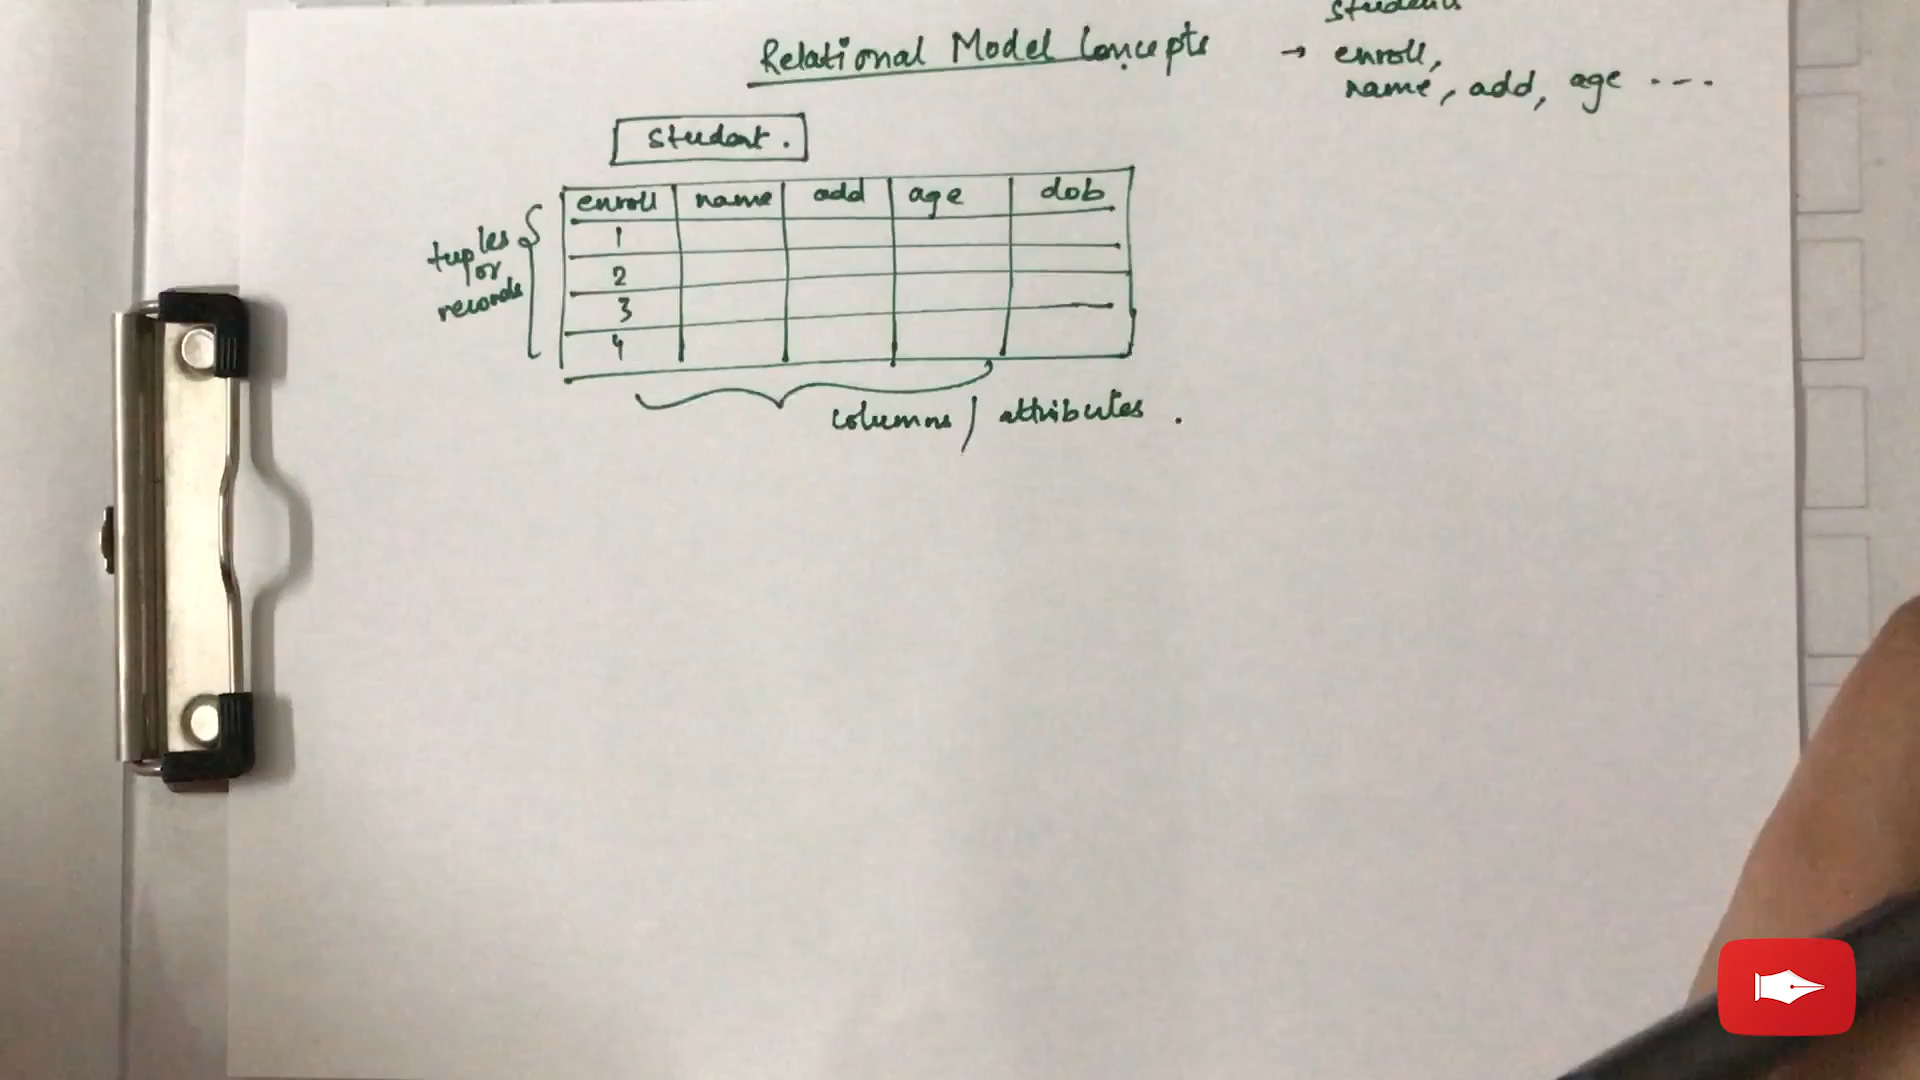 students
Relational Model Concepts → enroll,
name, add, age ----
Student.
enroll name add age dob
1
2
3
4
tuples
or
records
columns / attributes.